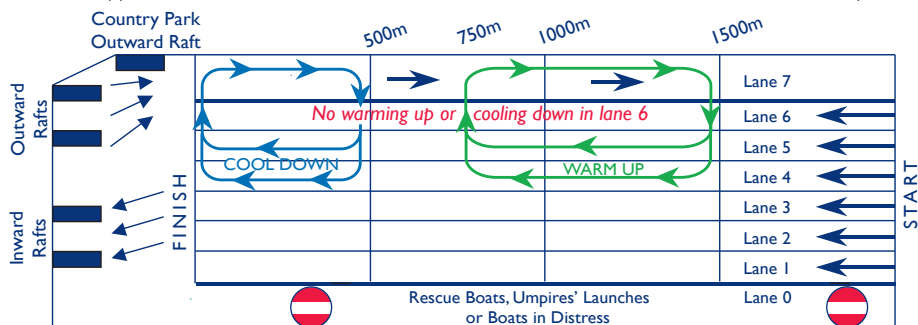 Country Park
Outward Raft
500m
750m
1000m
1500m
Outward
Rafts
Inward
Rafts
FINISH
START
Lane 7
No warming up or cooling down in lane 6
Lane 6
Lane 5
COOL DOWN
WARM UP
Lane 4
Lane 3
Lane 2
Lane 1
Rescue Boats, Umpires' Launches
or Boats in Distress
Lane 0